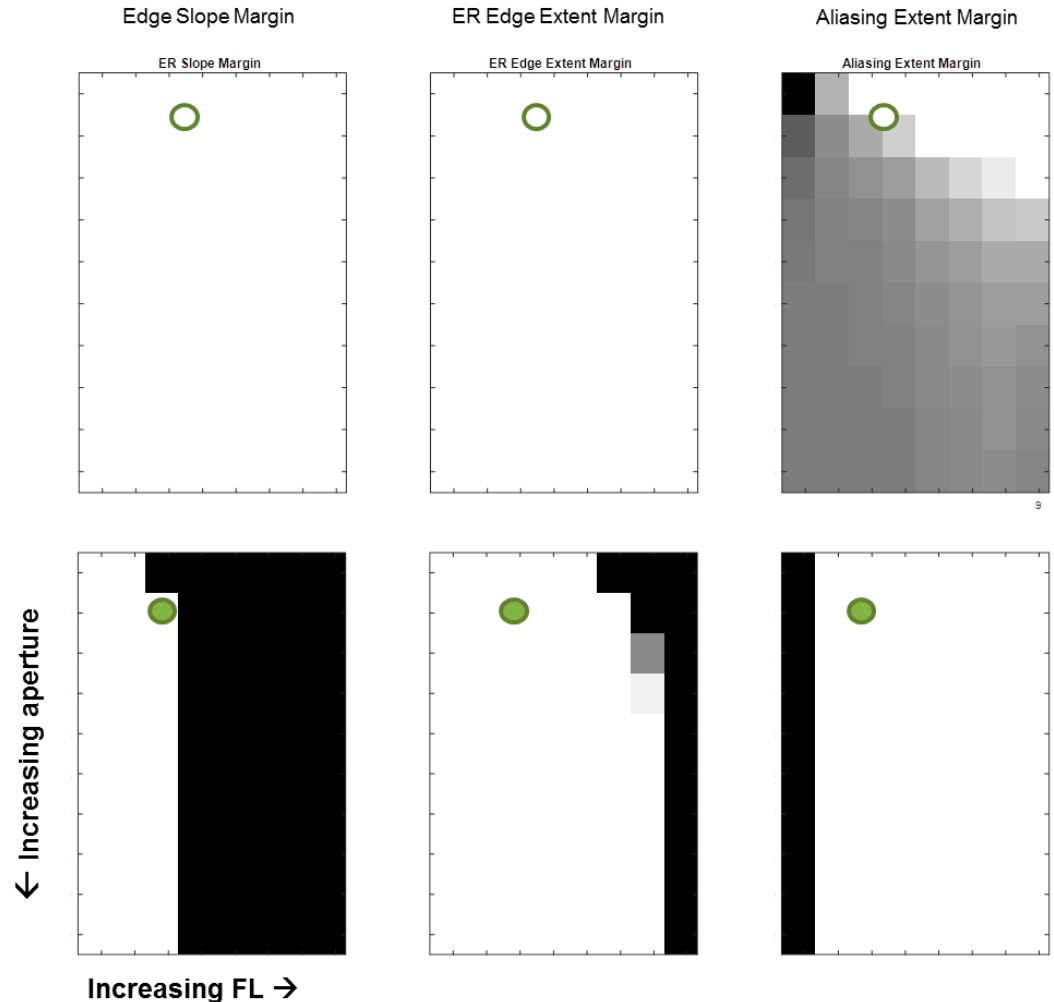 Edge Slope Margin
ER Edge Extent Margin
Aliasing Extent Margin
ER Slope Margin
ER Edge Extent Margin
Aliasing Extent Margin
9
← Increasing aperture
Increasing FL →